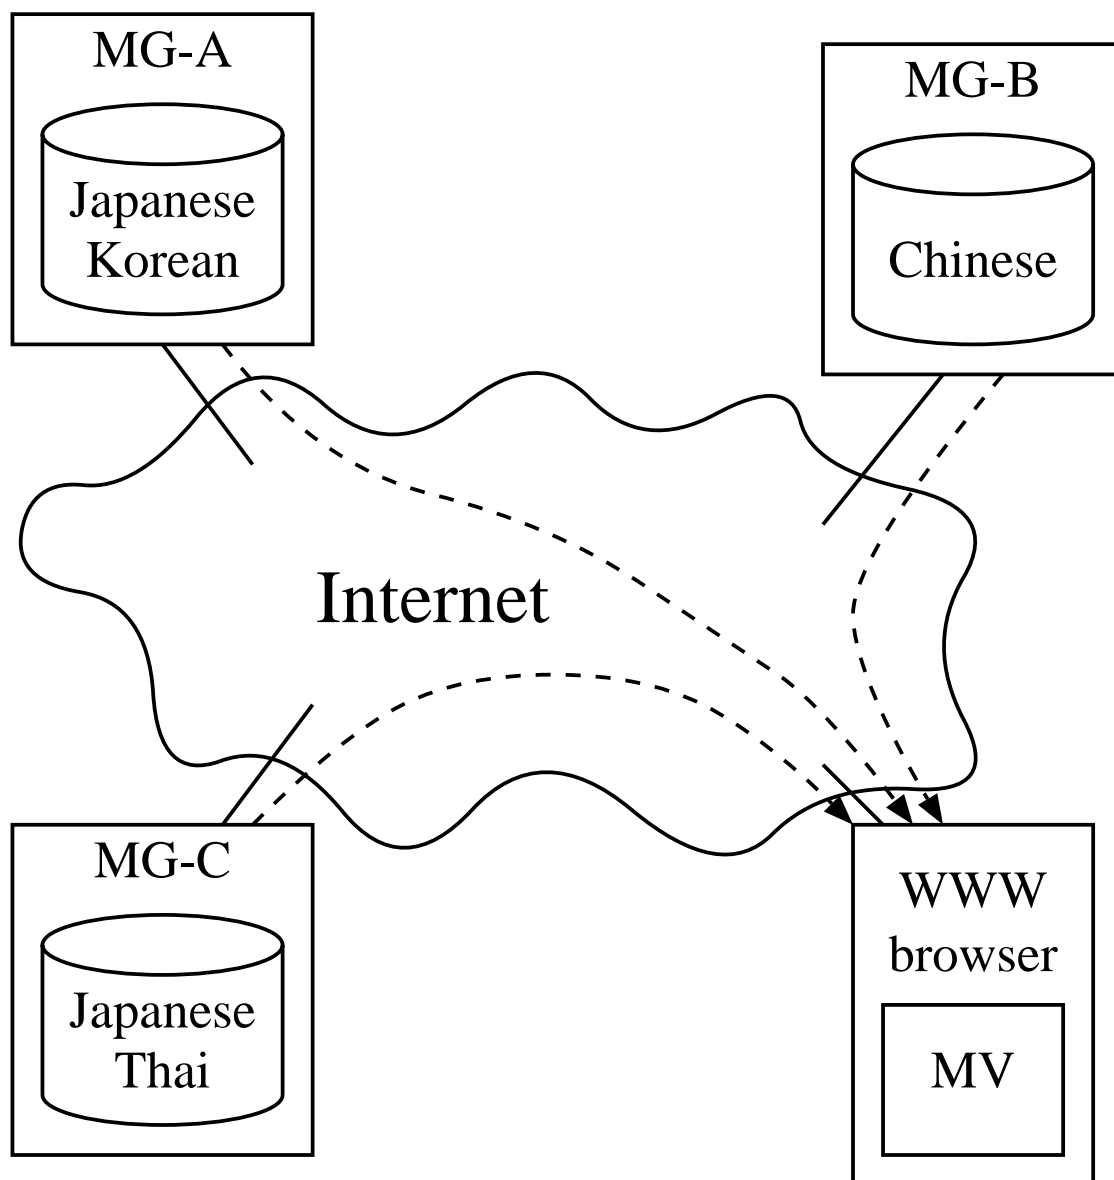 MG-A
Japanese
Korean
MG-B
Chinese
Internet
MG-C
Japanese
Thai
WWW
browser
MV